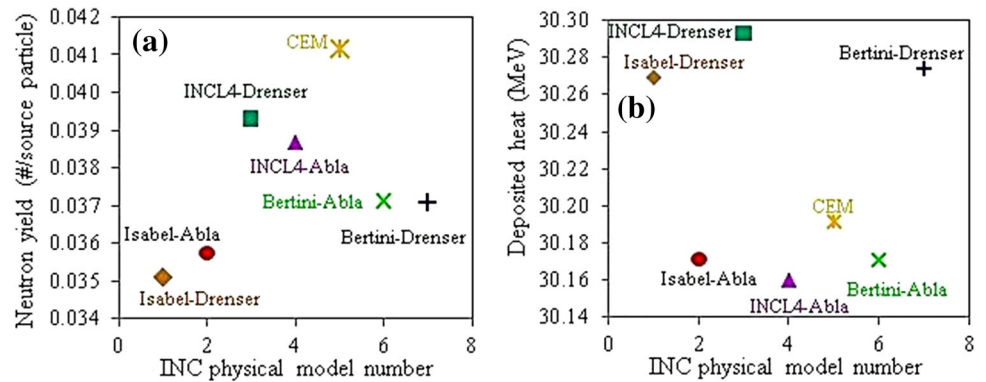 (a)
Neutron yield (#/source particle)
0.042
0.041
0.040
0.039
0.038
0.037
0.036
0.035
0.034
CEM
INCL4-Drenser
INCL4-Abla
Bertini-Abla
Bertini-Drenser
Isabel-Abla
Isabel-Drenser
0 2 4 6 8
INC physical model number
(b)
Deposited heat (MeV)
30.30
30.28
30.26
30.24
30.22
30.20
30.18
30.16
30.14
INCL4-Drenser
Isabel-Drenser
Bertini-Drenser
CEM
Isabel-Abla
Bertini-Abla
INCL4-Abla
0 2 4 6 8
INC physical model number